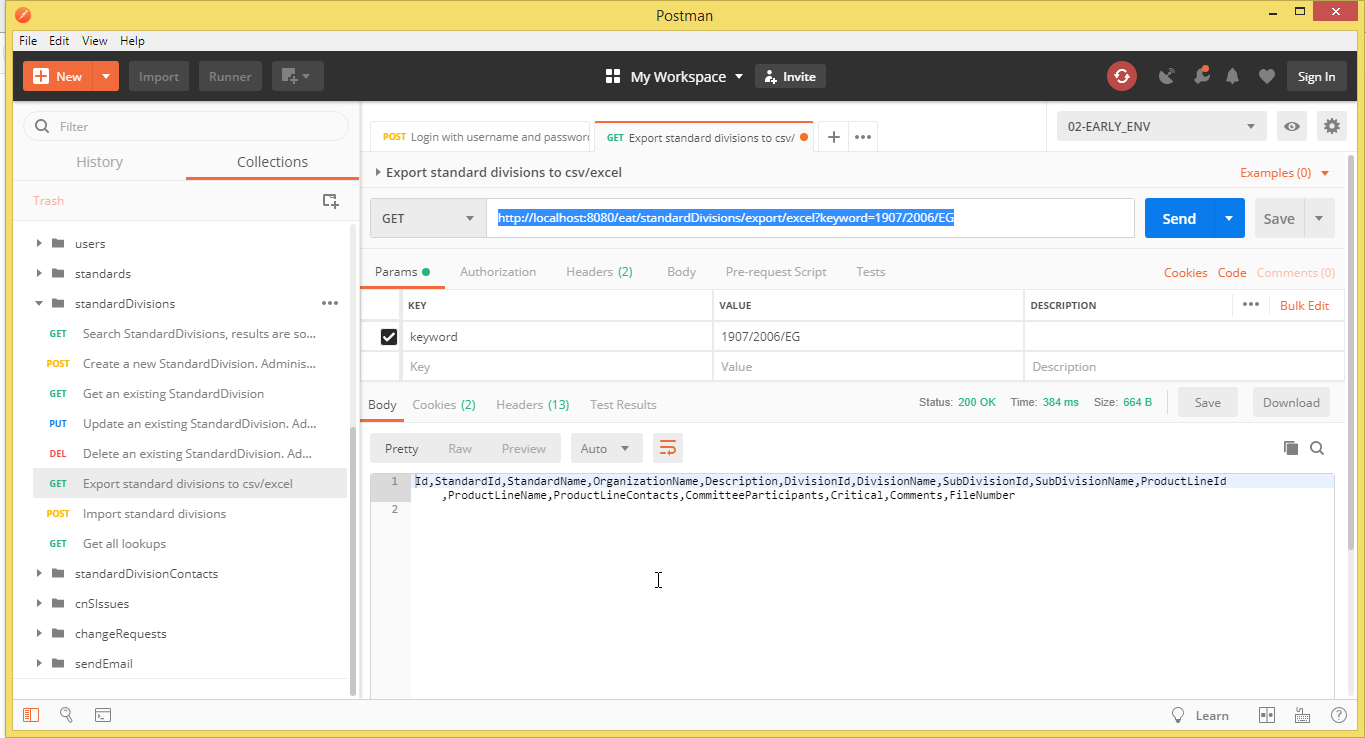 Postman
File Edit View Help
New Import Runner My Workspace Invite Sign In
Filter
History Collections
Trash
users
standards
standardDivisions
GET Search StandardDivisions, results are so...
POST Create a new StandardDivision. Adminis...
GET Get an existing StandardDivision
PUT Update an existing StandardDivision. Ad...
DEL Delete an existing StandardDivision. Ad...
GET Export standard divisions to csv/excel
POST Import standard divisions
GET Get all lookups
standardDivisionContacts
cnSIssues
changeRequests
sendEmail
POST Login with username and password GET Export standard divisions to csv/ 02-EARLY_ENV
Export standard divisions to csv/excel Examples (0)
GET http://localhost:8080/eat/standardDivisions/export/excel?keyword=1907/2006/EG Send Save
Params Authorization Headers (2) Body Pre-request Script Tests Cookies Code Comments (0)
KEY VALUE DESCRIPTION Bulk Edit
keyword 1907/2006/EG
Key Value Description
Body Cookies (2) Headers (13) Test Results Status: 200 OK Time: 384 ms Size: 664 B Save Download
Pretty Raw Preview Auto
1 Id,StandardId,StandardName,OrganizationName,Description,DivisionId,DivisionName,SubDivisionId,SubDivisionName,ProductLineId
,ProductLineName,ProductLineContacts,CommitteeParticipants,Critical,Comments,FileNumber
2
Learn